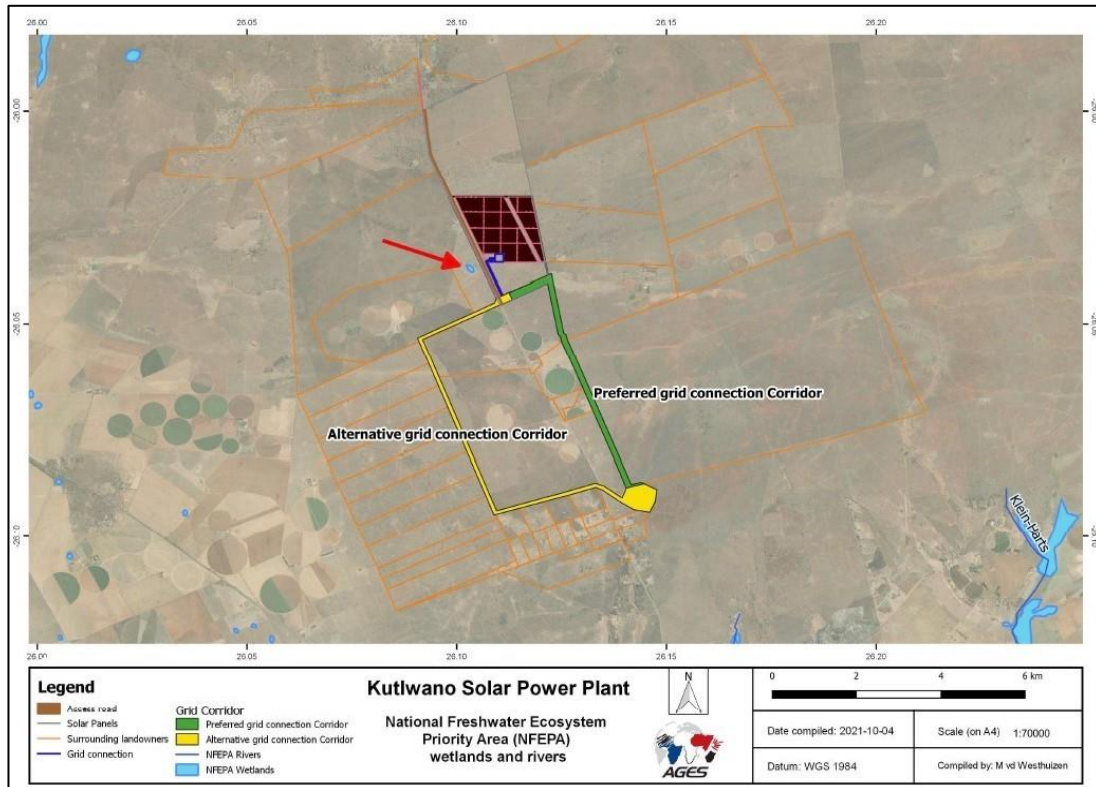 26.00 26.05 26.10 26.15 26.20
-26.00
-26.05
-26.10
Preferred grid connection Corridor
Alternative grid connection Corridor
Klein-Harts
26.00 26.05 26.10 26.15 26.20
Legend
Access road
Solar Panels
Surrounding landowners
Grid connection
Grid Corridor
Preferred grid connection Corridor
Alternative grid connection Corridor
NFEPA Rivers
NFEPA Wetlands
Kutlwano Solar Power Plant
National Freshwater Ecosystem
Priority Area (NFEPA)
wetlands and rivers
N
AGES
0 2 4 6 km
Date compiled: 2021-10-04
Scale (on A4) 1:70000
Datum: WGS 1984
Compiled by: M vd Westhuizen